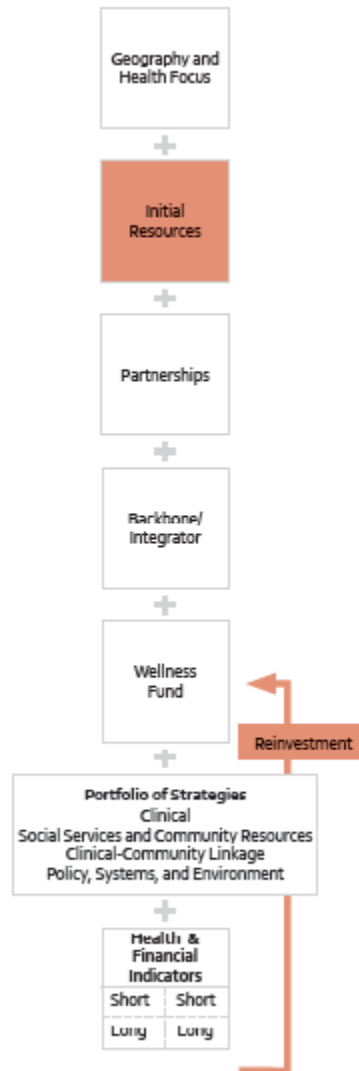 Geography and
Health Focus
Initial
Resources
Partnerships
Backbone/
Integrator
Wellness
Fund
Reinvestment
Portfolio of Strategies
Clinical
Social Services and Community Resources
Clinical-Community Linkage
Policy, Systems, and Environment
Health &
Financial
Indicators
Short Short
Long Long